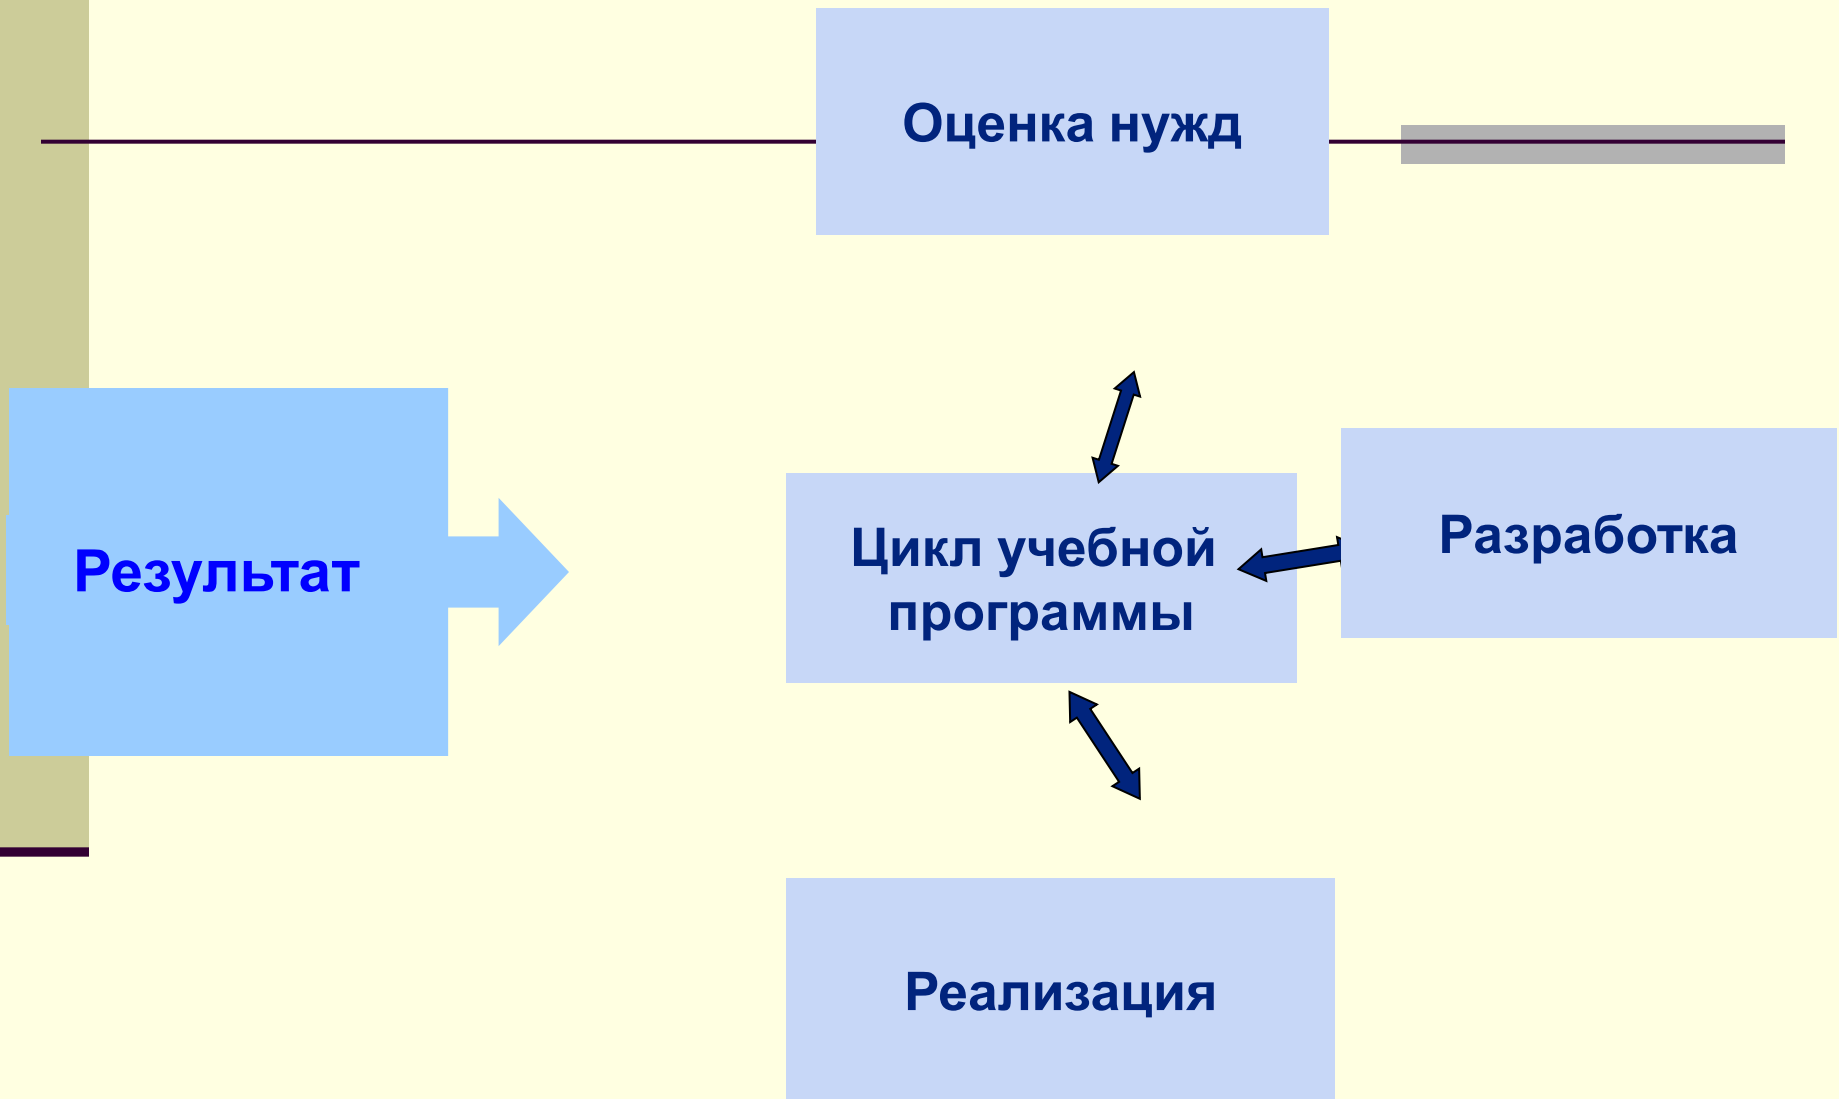 Оценка нужд
Результат
Цикл учебной
программы
Разработка
Реализация